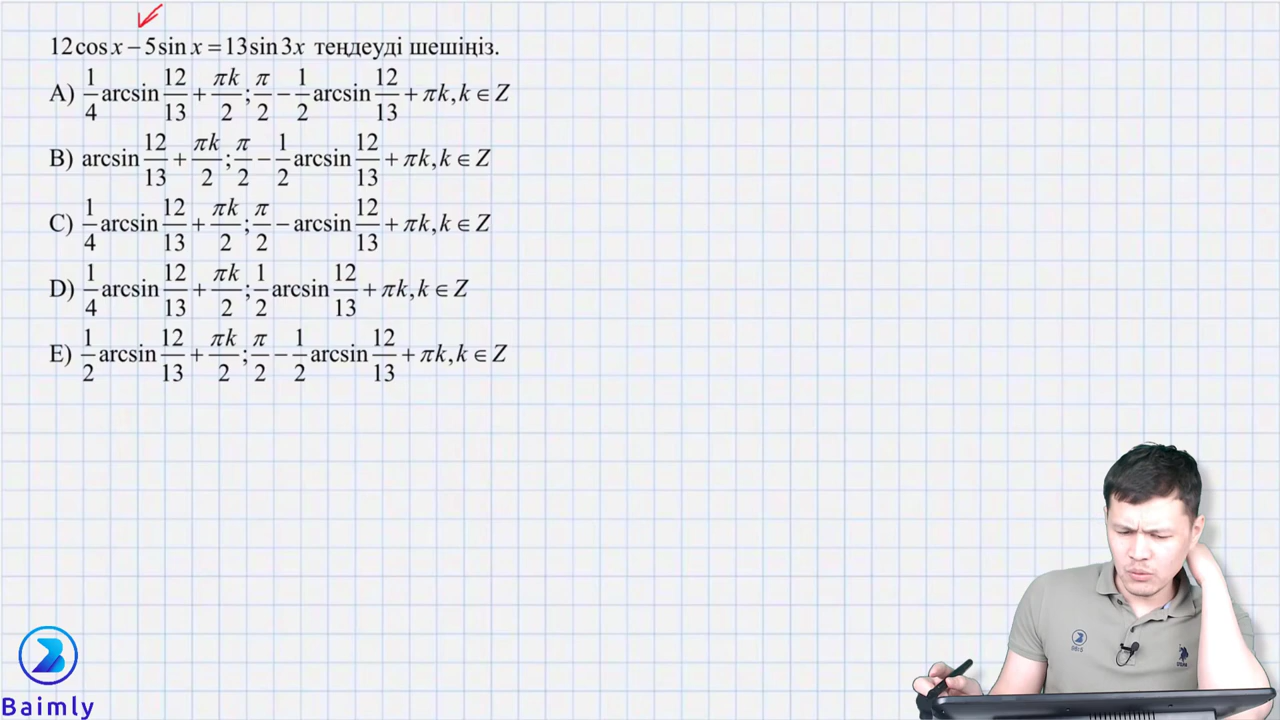 12cos x − 5sin x = 13sin 3x теңдеуді шешіңіз.
A) 1/4 arcsin 12/13 + πk/2; π/2 − 1/2 arcsin 12/13 + πk, k ∈ Z
B) arcsin 12/13 + πk/2; π/2 − 1/2 arcsin 12/13 + πk, k ∈ Z
C) 1/4 arcsin 12/13 + πk/2; π/2 − arcsin 12/13 + πk, k ∈ Z
D) 1/4 arcsin 12/13 + πk/2; 1/2 arcsin 12/13 + πk, k ∈ Z
E) 1/2 arcsin 12/13 + πk/2; π/2 − 1/2 arcsin 12/13 + πk, k ∈ Z
Baimly